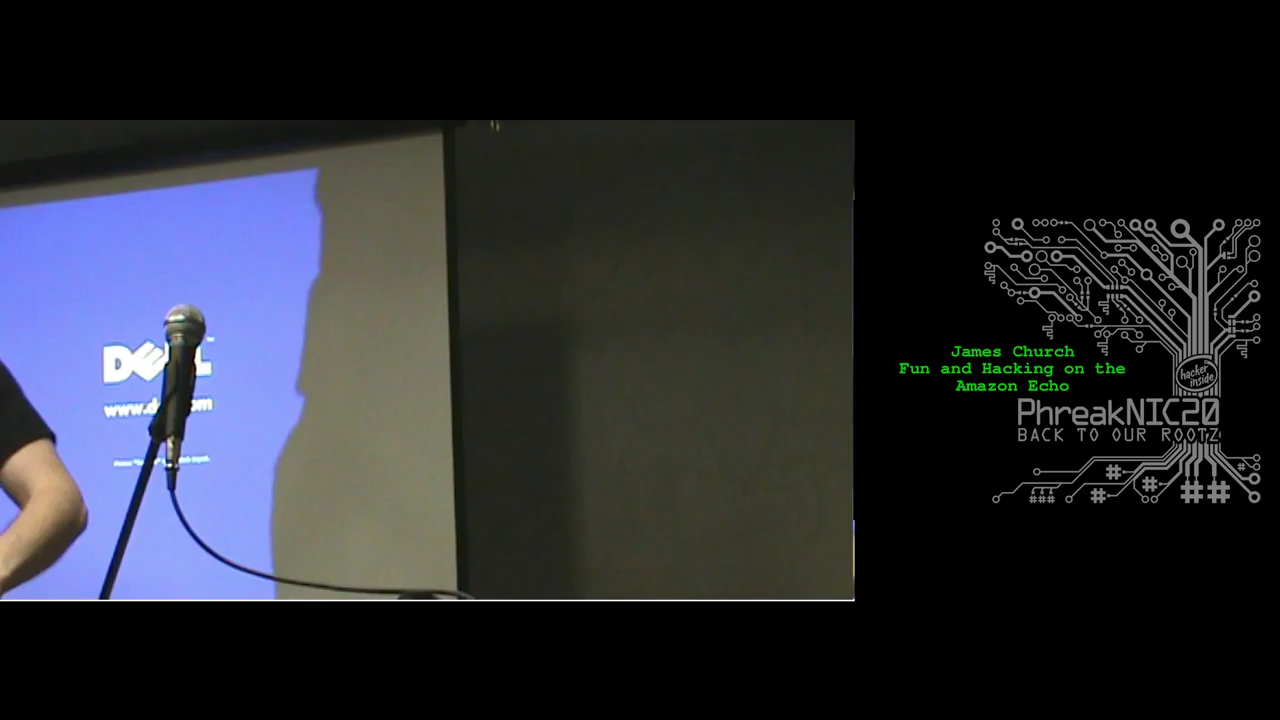 DELL
James Church
Fun and Hacking on the
Amazon Echo
hacker
inside
PhreakNIC20
BACK TO OUR ROOTZ